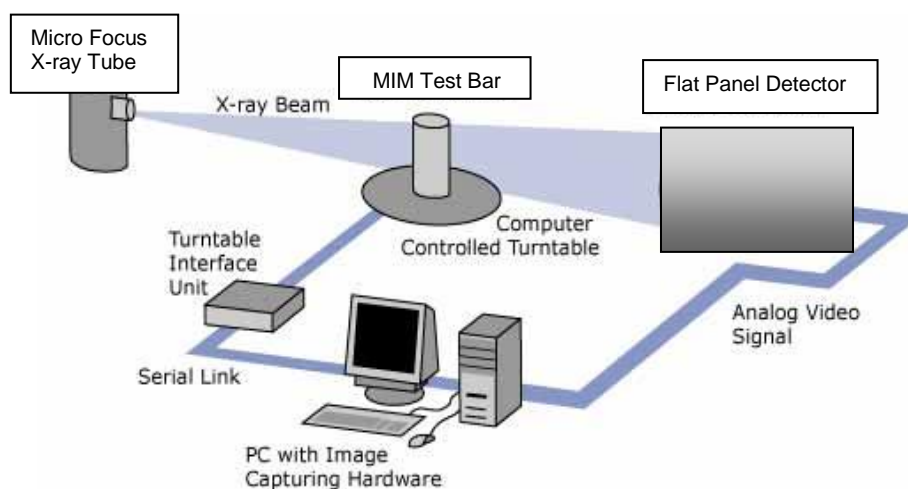 Micro Focus
X-ray Tube
MIM Test Bar
Flat Panel Detector
X-ray Beam
Computer
Controlled Turntable
Turntable
Interface
Unit
Analog Video
Signal
Serial Link
PC with Image
Capturing Hardware